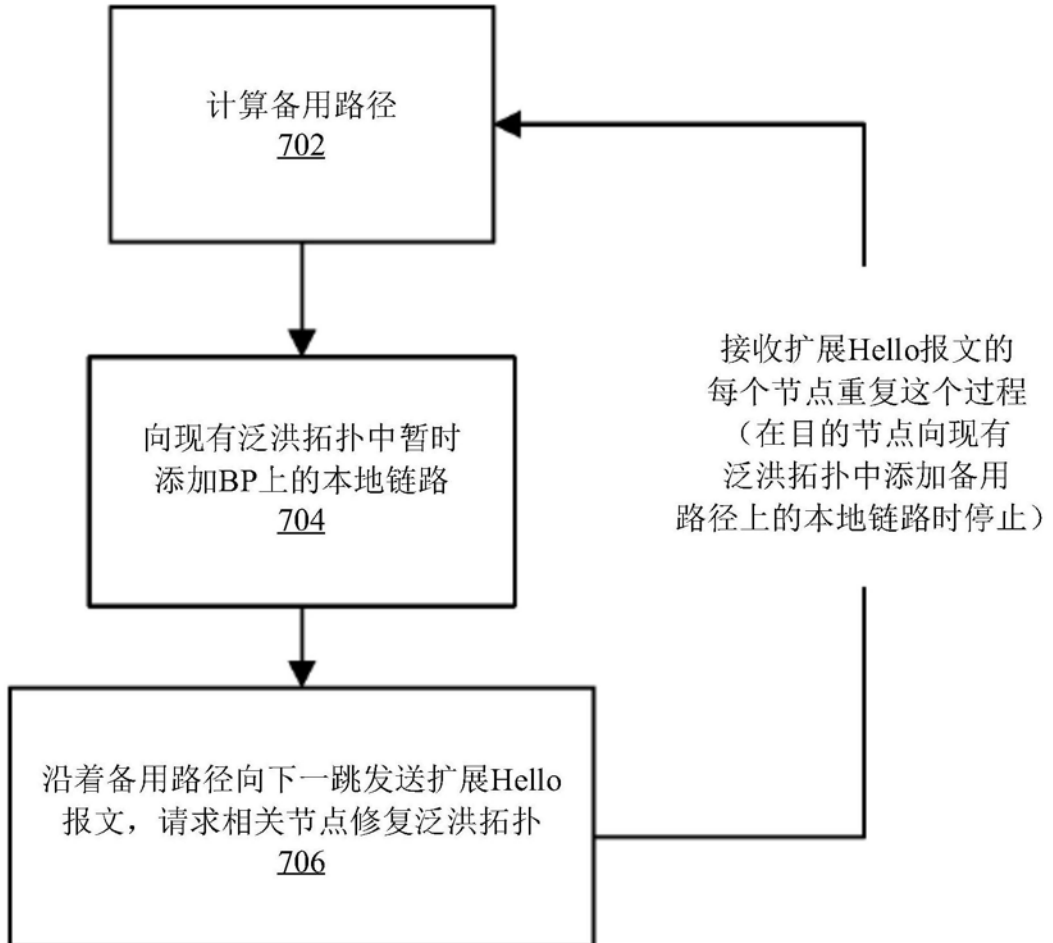 计算备用路径
702
向现有泛洪拓扑中暂时
添加BP上的本地链路
704
沿着备用路径向下一跳发送扩展Hello
报文，请求相关节点修复泛洪拓扑
706
接收扩展Hello报文的
每个节点重复这个过程
（在目的节点向现有
泛洪拓扑中添加备用
路径上的本地链路时停止）